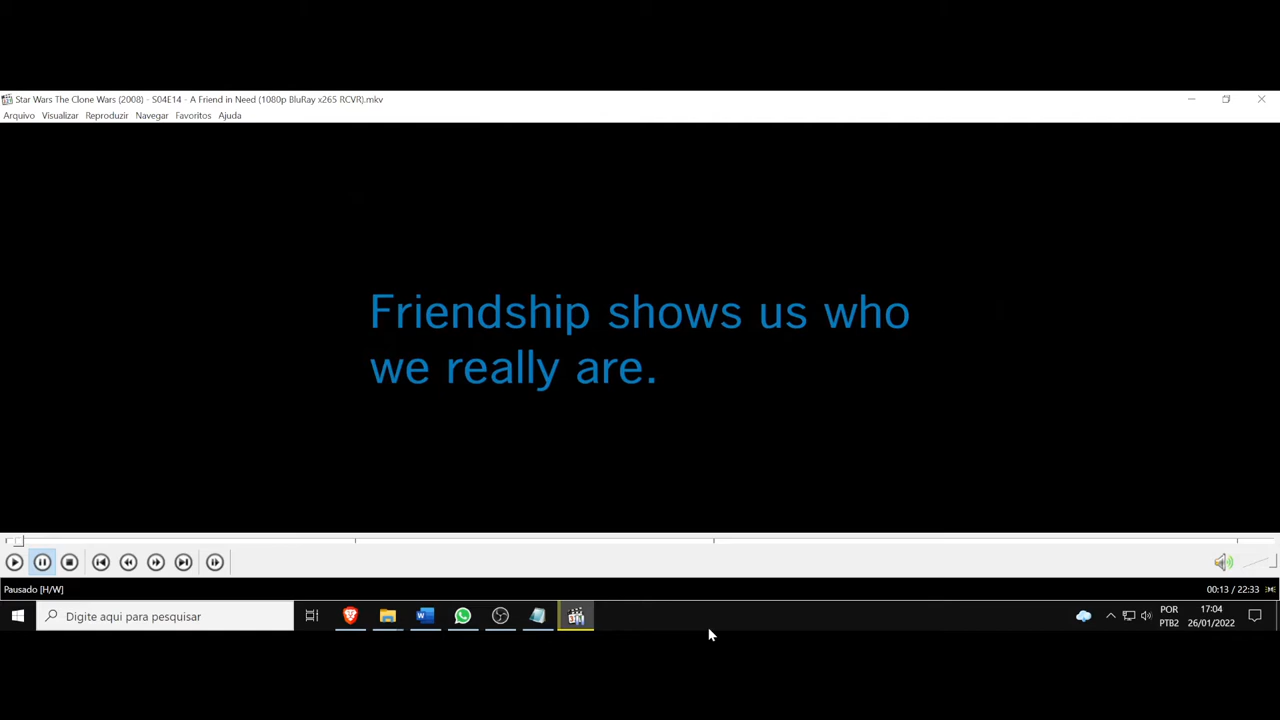 Star Wars The Clone Wars (2008) - S04E14 - A Friend in Need (1080p BluRay x265 RCVR).mkv
Arquivo Visualizar Reproduzir Navegar Favoritos Ajuda
Friendship shows us who
we really are.
Pausado [H/W]
00:13 / 22:33
Digite aqui para pesquisar
POR
PTB2
17:04
26/01/2022